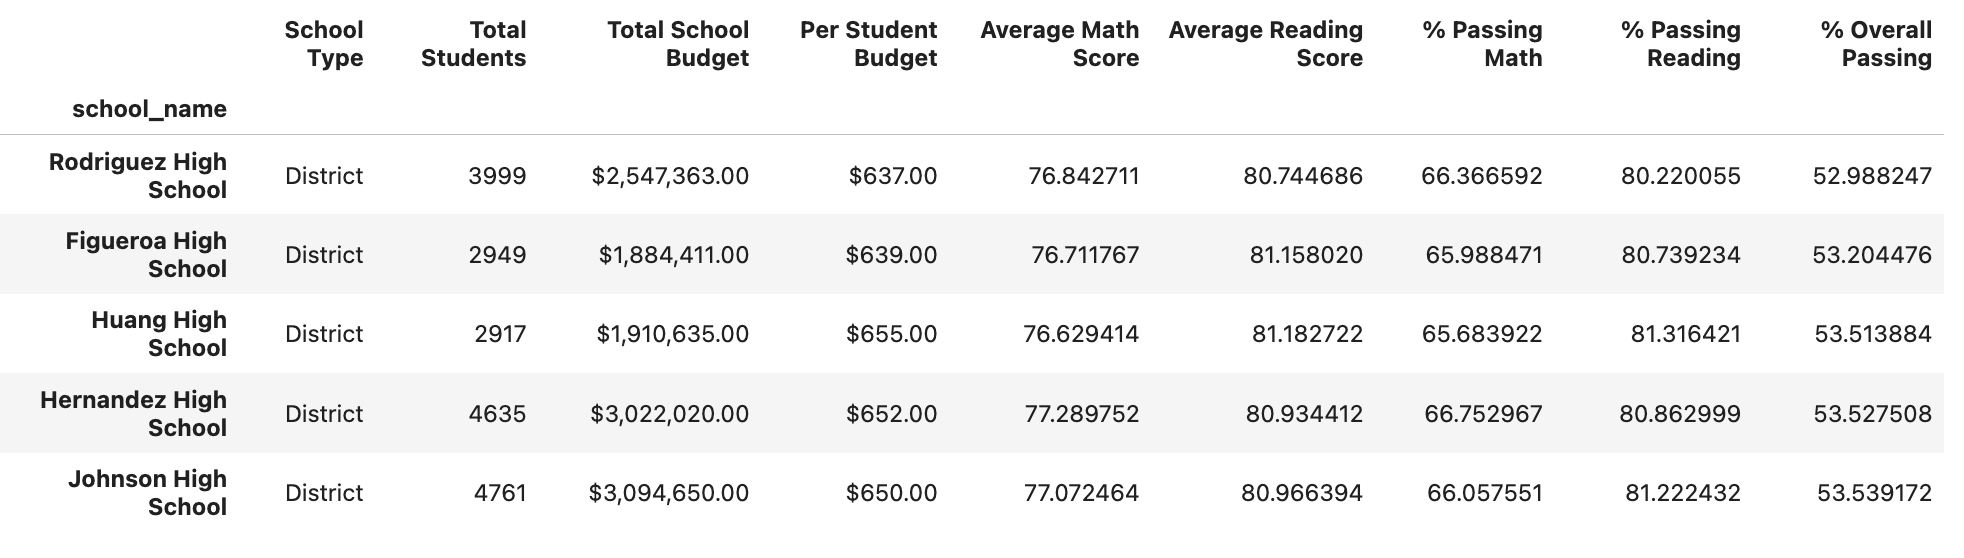 School Type Total Students Total School Budget Per Student Budget Average Math Score Average Reading Score % Passing Math % Passing Reading % Overall Passing
school_name
Rodriguez High School District 3999 $2,547,363.00 $637.00 76.842711 80.744686 66.366592 80.220055 52.988247
Figueroa High School District 2949 $1,884,411.00 $639.00 76.711767 81.158020 65.988471 80.739234 53.204476
Huang High School District 2917 $1,910,635.00 $655.00 76.629414 81.182722 65.683922 81.316421 53.513884
Hernandez High School District 4635 $3,022,020.00 $652.00 77.289752 80.934412 66.752967 80.862999 53.527508
Johnson High School District 4761 $3,094,650.00 $650.00 77.072464 80.966394 66.057551 81.222432 53.539172